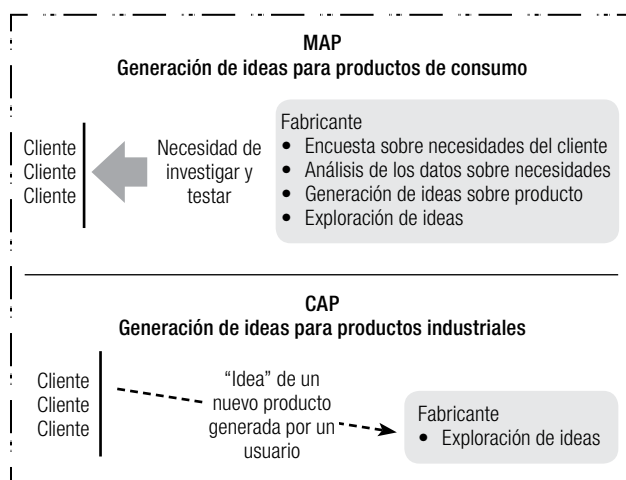 MAP
Generación de ideas para productos de consumo
Cliente
Cliente
Cliente
Necesidad de
investigar y
testar
Fabricante
• Encuesta sobre necesidades del cliente
• Análisis de los datos sobre necesidades
• Generación de ideas sobre producto
• Exploración de ideas
CAP
Generación de ideas para productos industriales
Cliente
Cliente
Cliente
“Idea” de un
nuevo producto
generada por un
usuario
Fabricante
• Exploración de ideas